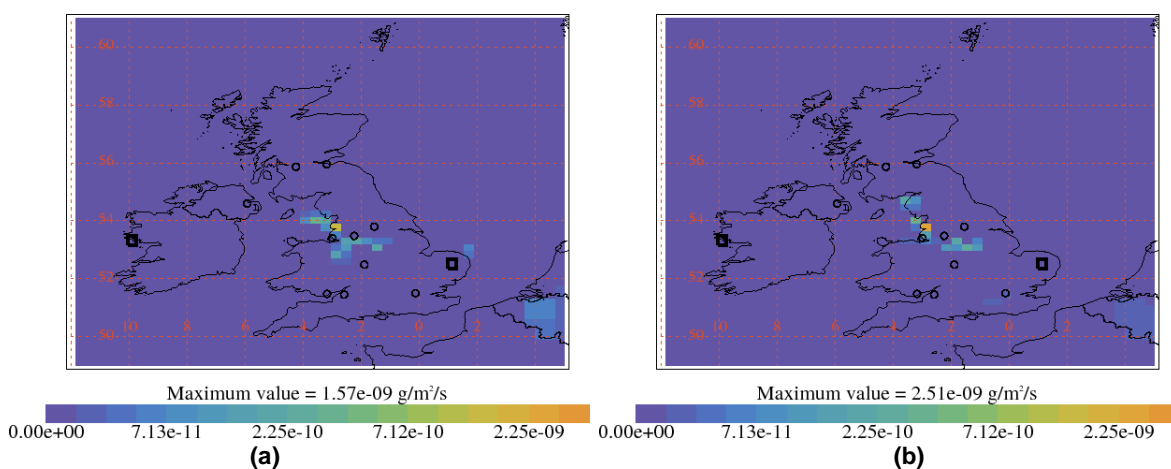 60 60
58 58
56 56
54 54
52 52
50 50
10 8 6 4 2 0 2 10 8 6 4 2 0 2
Maximum value = 1.57e-09 g/m²/s Maximum value = 2.51e-09 g/m²/s
0.00e+00 7.13e-11 2.25e-10 7.12e-10 2.25e-09 0.00e+00 7.13e-11 2.25e-10 7.12e-10 2.25e-09
(a) (b)